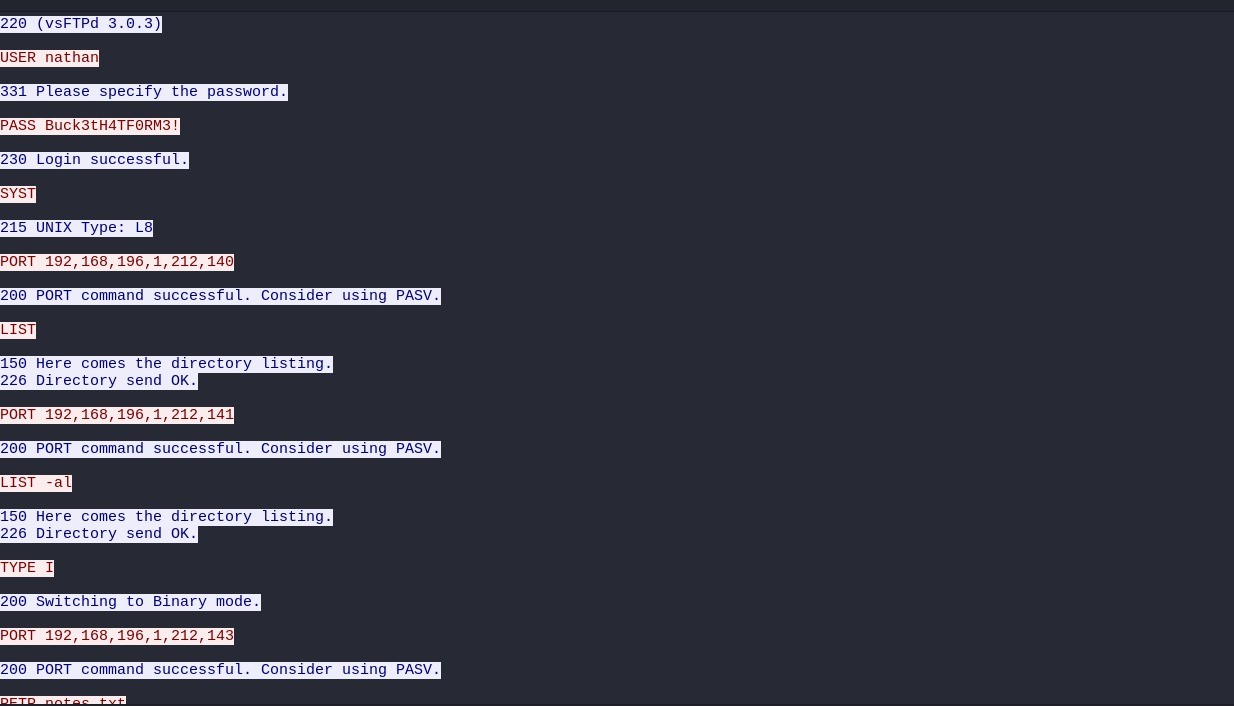 220 (vsFTPd 3.0.3)
USER nathan
331 Please specify the password.
PASS Buck3tH4TF0RM3!
230 Login successful.
SYST
215 UNIX Type: L8
PORT 192,168,196,1,212,140
200 PORT command successful. Consider using PASV.
LIST
150 Here comes the directory listing.
226 Directory send OK.
PORT 192,168,196,1,212,141
200 PORT command successful. Consider using PASV.
LIST -al
150 Here comes the directory listing.
226 Directory send OK.
TYPE I
200 Switching to Binary mode.
PORT 192,168,196,1,212,143
200 PORT command successful. Consider using PASV.
RETR notes.txt